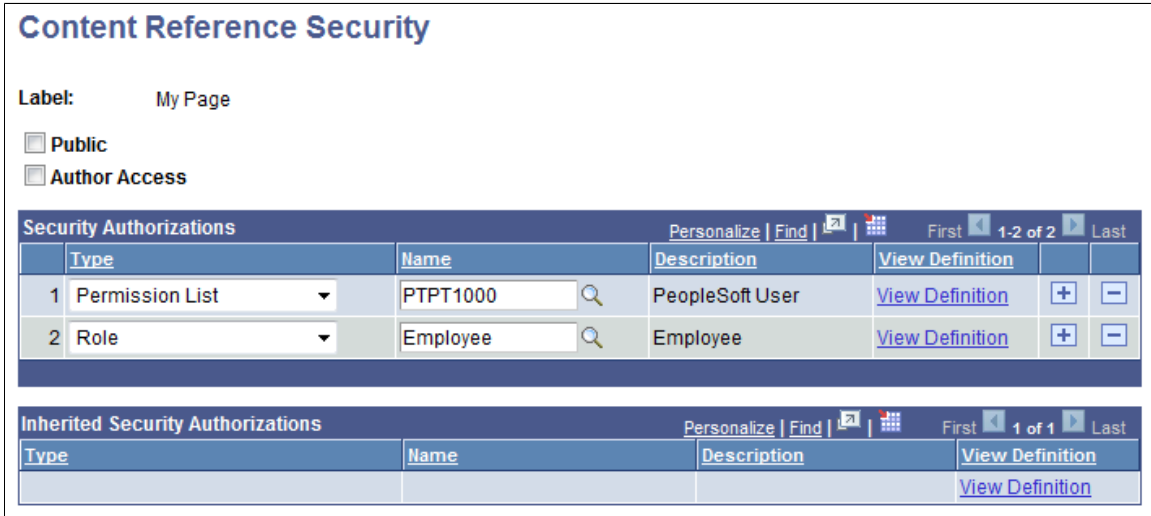 Content Reference Security
Label: My Page
Public
Author Access
Security Authorizations Personalize | Find | | First 1-2 of 2 Last
Type Name Description View Definition
1 Permission List PTPT1000 PeopleSoft User View Definition
2 Role Employee Employee View Definition
Inherited Security Authorizations Personalize | Find | | First 1 of 1 Last
Type Name Description View Definition
View Definition